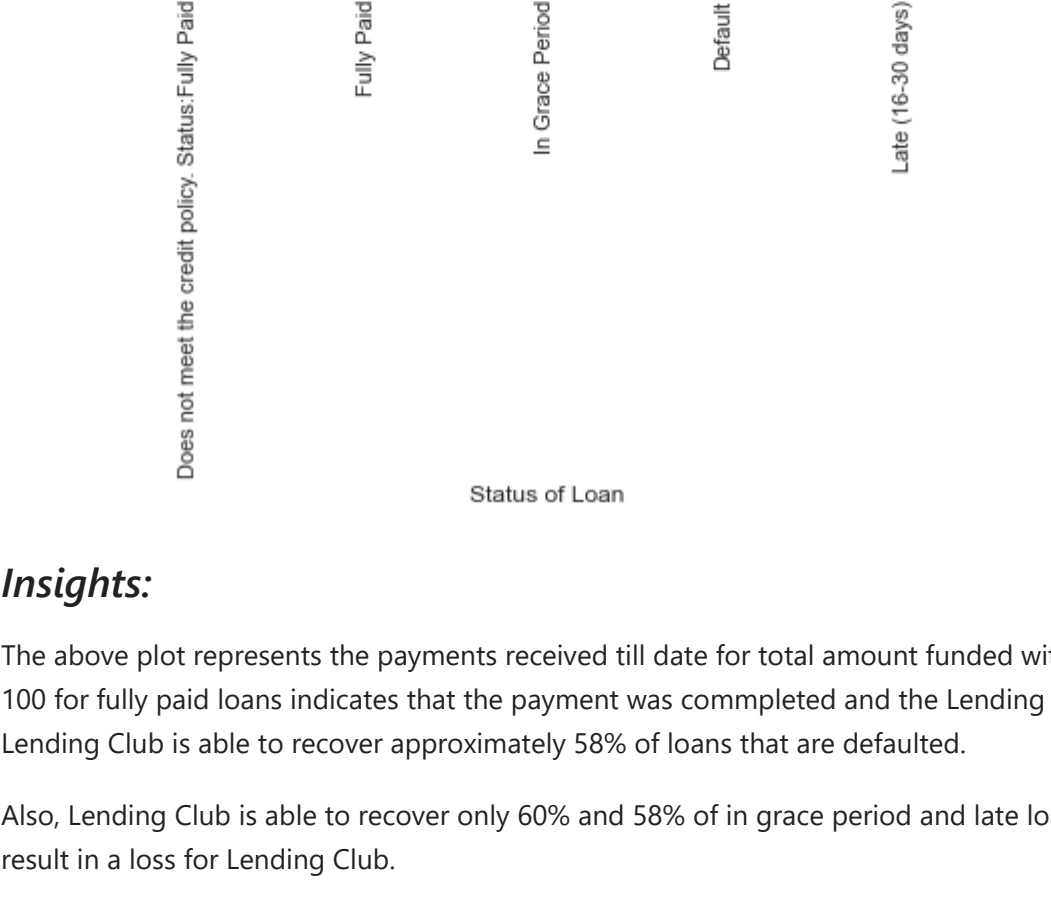 Does not meet the credit policy. Status:Fully Paid
Fully Paid
In Grace Period
Default
Late (16-30 days)
Status of Loan
Insights:
The above plot represents the payments received till date for total amount funded
100 for fully paid loans indicates that the payment was commpleted and the Lending
Lending Club is able to recover approximately 58% of loans that are defaulted.
Also, Lending Club is able to recover only 60% and 58% of in grace period and late
result in a loss for Lending Club.